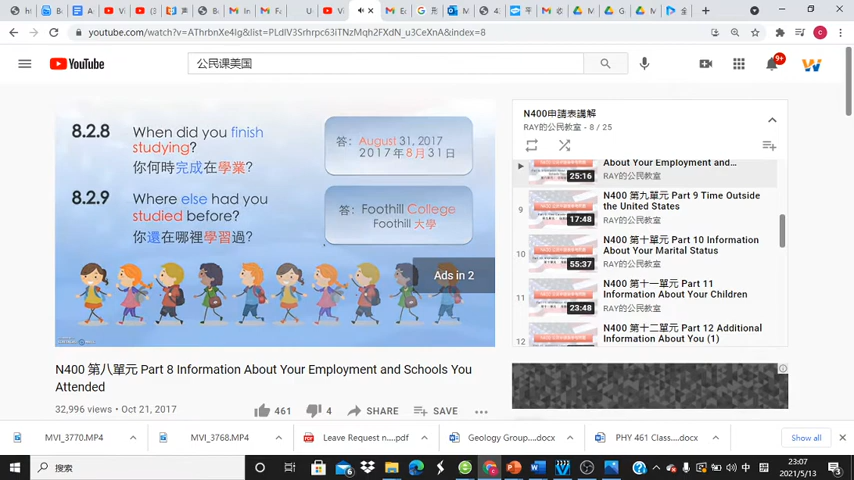 youtube.com/watch?v=AThrbnXe4Ig&list=PLdIV3Srhrpc63ITNzMqh2FXdN_u3CeXnA&index=8
YouTube
公民课美国
9+
8.2.8 When did you finish studying?
你何時完成在學業?
答: August 31, 2017
2017年8月31日
8.2.9 Where else had you studied before?
你還在哪裡學習過?
答: Foothill College
Foothill 大學
Ads in 2
N400申請表講解
RAY的公民教室 - 8 / 25
About Your Employment and...
25:16
RAY的公民教室
9
N400 第九單元 Part 9 Time Outside the United States
17:48
RAY的公民教室
10
N400 第十單元 Part 10 Information About Your Marital Status
55:37
RAY的公民教室
11
N400 第十一單元 Part 11 Information About Your Children
23:48
RAY的公民教室
12
N400 第十二單元 Part 12 Additional Information About You (1)
N400 第八單元 Part 8 Information About Your Employment and Schools You Attended
32,996 views • Oct 21, 2017
461
4
SHARE
SAVE
MVI_3770.MP4
MVI_3768.MP4
Leave Request n....pdf
Geology Group....docx
PHY 461 Class....docx
Show all
搜索
中
23:07
2021/5/13
3